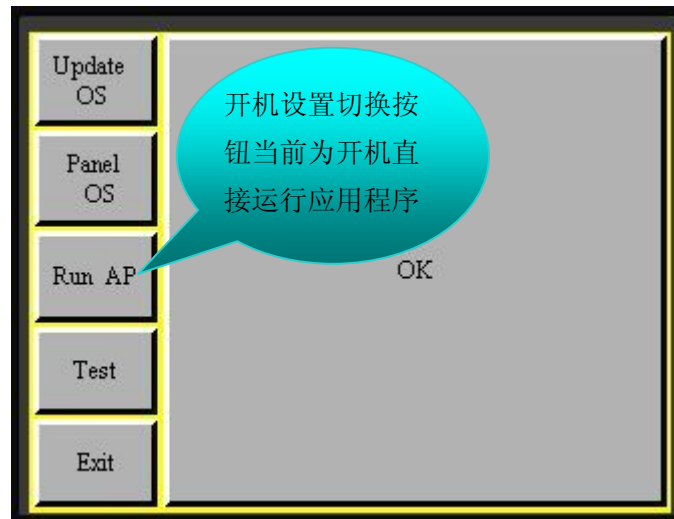 Update
OS
Panel
OS
Run AP
Test
Exit
开机设置切换按
钮当前为开机直
接运行应用程序
OK